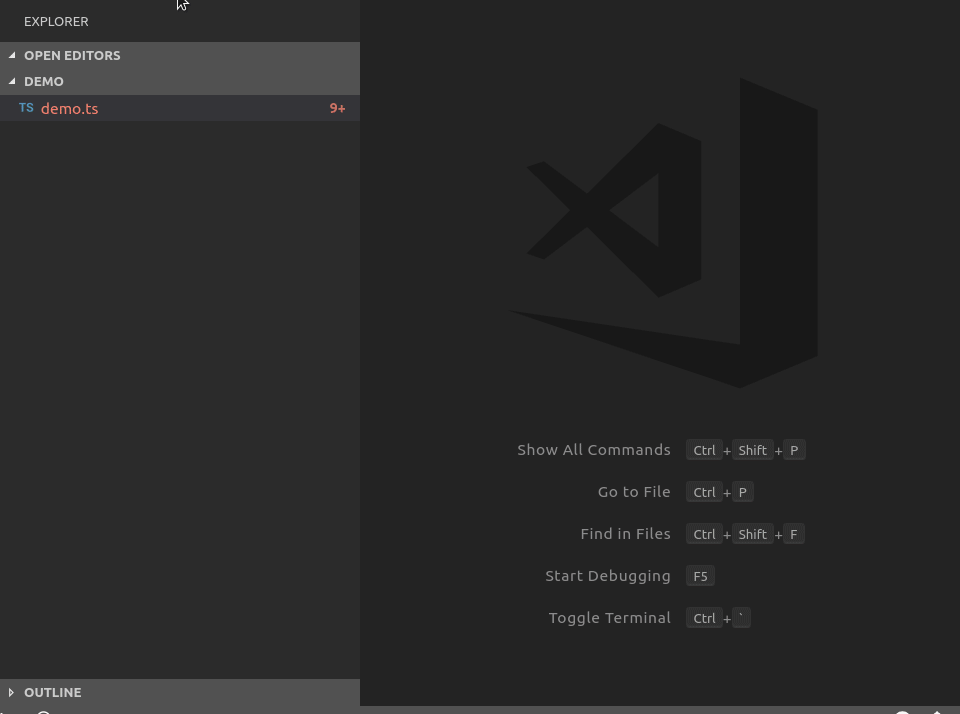 EXPLORER
OPEN EDITORS
DEMO
TS demo.ts 9+
Show All Commands Ctrl + Shift + P
Go to File Ctrl + P
Find in Files Ctrl + Shift + F
Start Debugging F5
Toggle Terminal Ctrl + `
OUTLINE